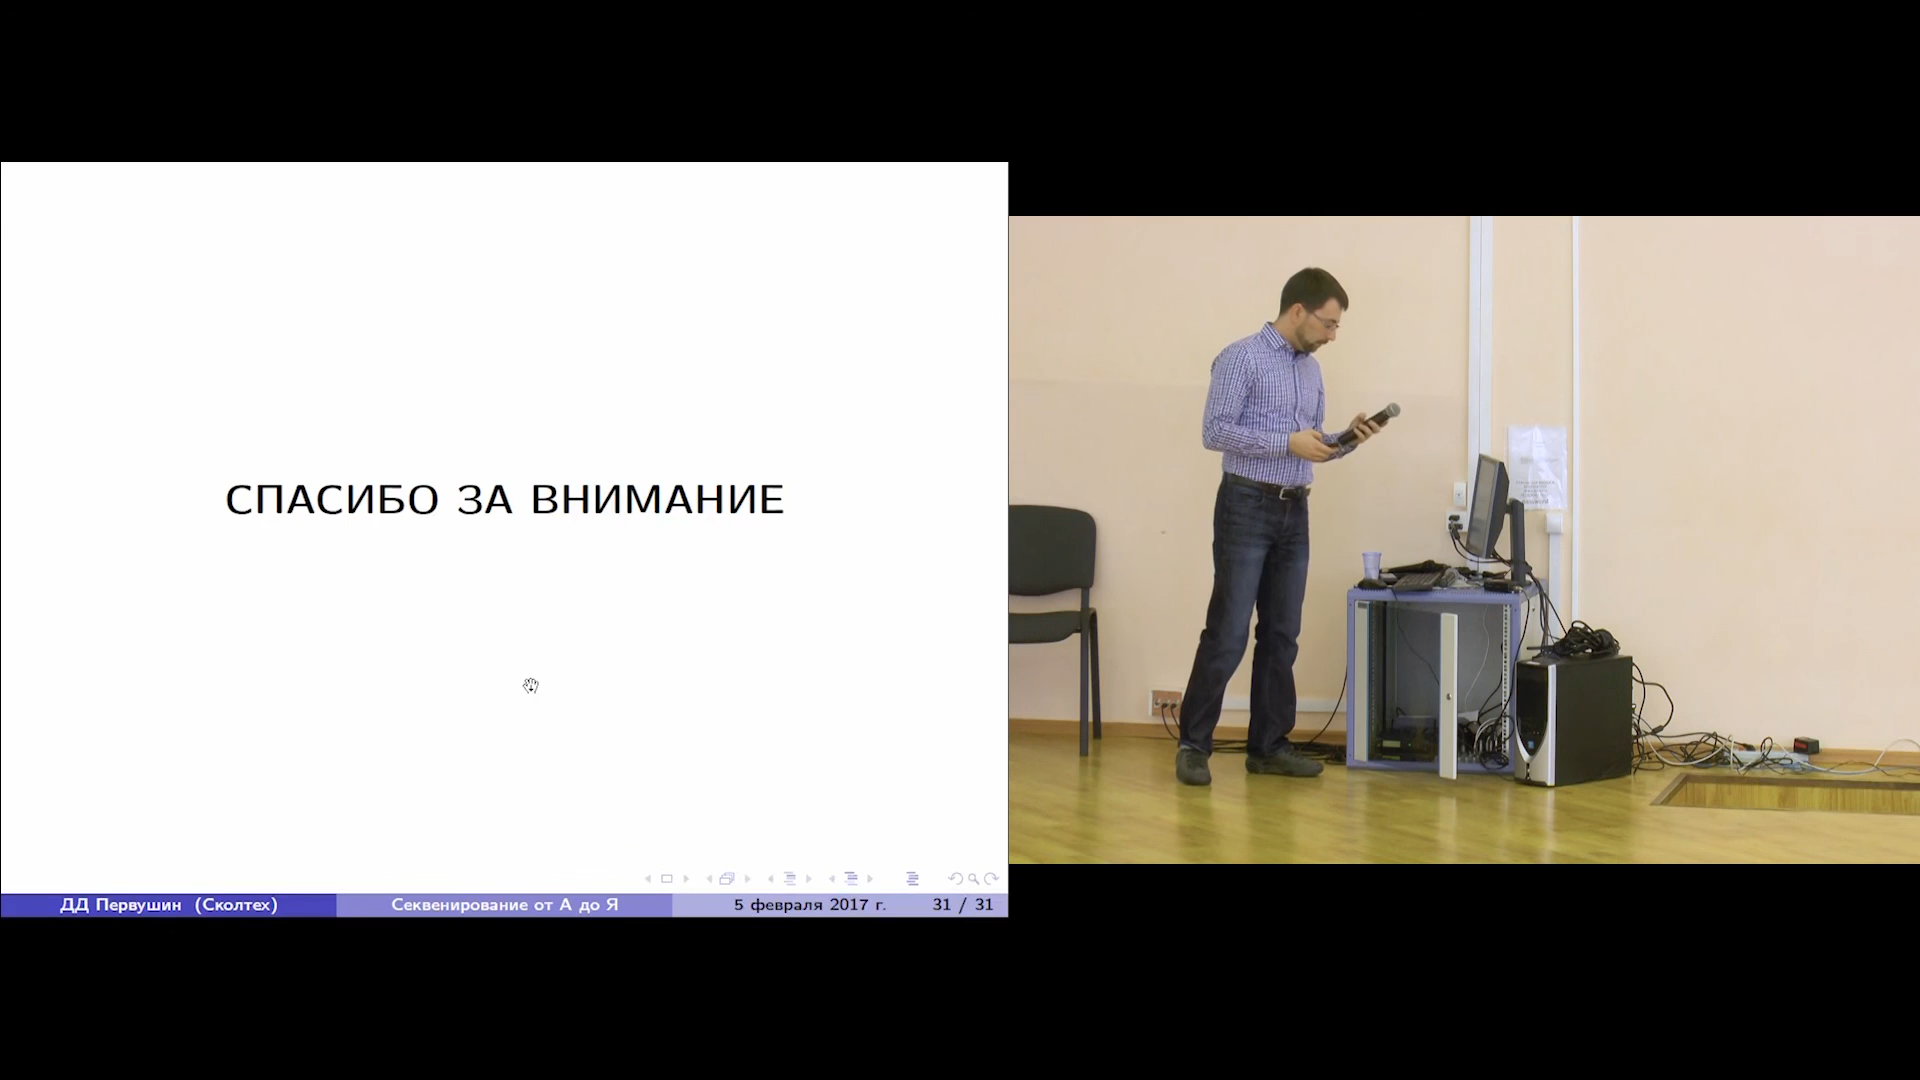 СПАСИБО ЗА ВНИМАНИЕ
ДД Первушин (Сколтех) Секвенирование от А до Я 5 февраля 2017 г. 31 / 31